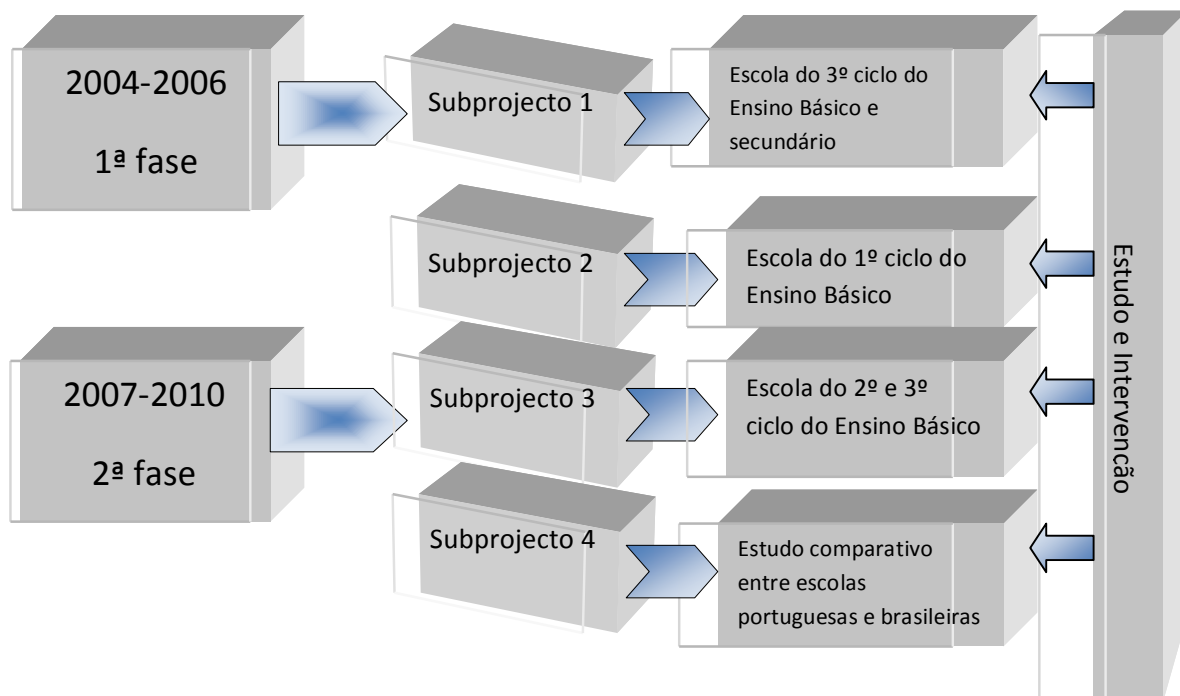 2004-2006
1ª fase
Subprojecto 1
Escola do 3º ciclo do
Ensino Básico e
secundário
Subprojecto 2
Escola do 1º ciclo do
Ensino Básico
2007-2010
2ª fase
Subprojecto 3
Escola do 2º e 3º
ciclo do Ensino Básico
Subprojecto 4
Estudo comparativo
entre escolas
portuguesas e brasileiras
Estudo e Intervenção